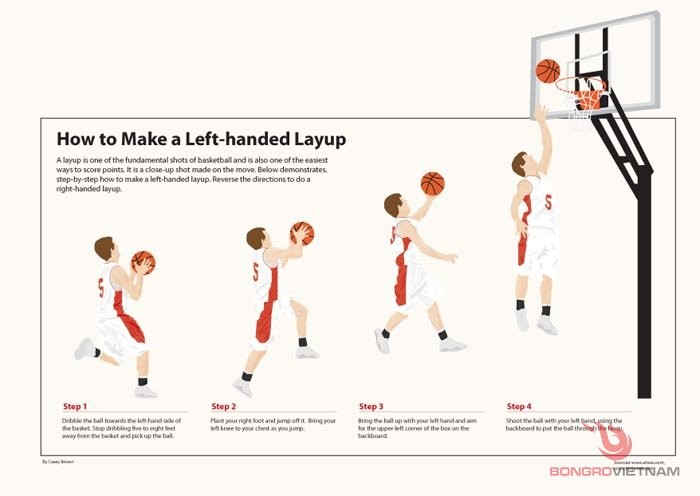 How to Make a Left-handed Layup
A layup is one of the fundamental shots of basketball and is also one of the easiest
ways to score points. It is a close-up shot made on the move. Below demonstrates,
step-by-step how to make a left-handed layup. Reverse the directions to do a
right-handed layup.
S
S
S
S
Step 1
Dribble the ball towards the left-hand side of
the basket. Stop dribbling five to eight feet
away from the basket and pick up the ball.
Step 2
Plant your right foot and jump off it. Bring your
left knee to your chest as you jump.
Step 3
Bring the ball up with your left hand and aim
for the upper-left corner of the box on the
backboard.
Step 4
Shoot the ball with your left hand, using the
backboard to put the ball through the hoop.
By Casey Brown
Sources: www.ehow.com,
BONGROVIETNAM